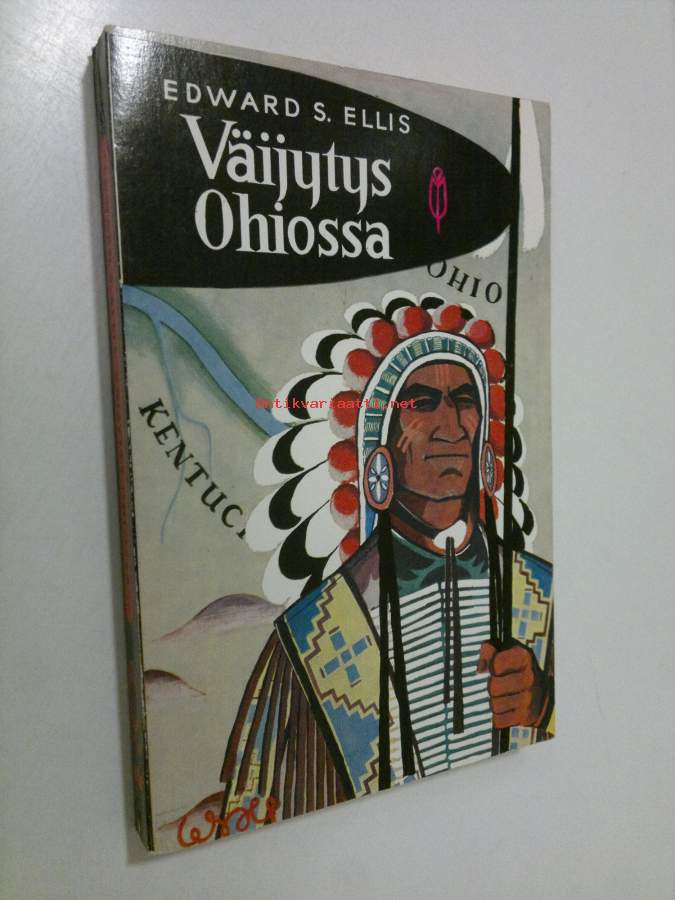 EDWARD S. ELLIS
Väijytys
Ohiossa
OHIO
KENTUC
antikvariaatti.net